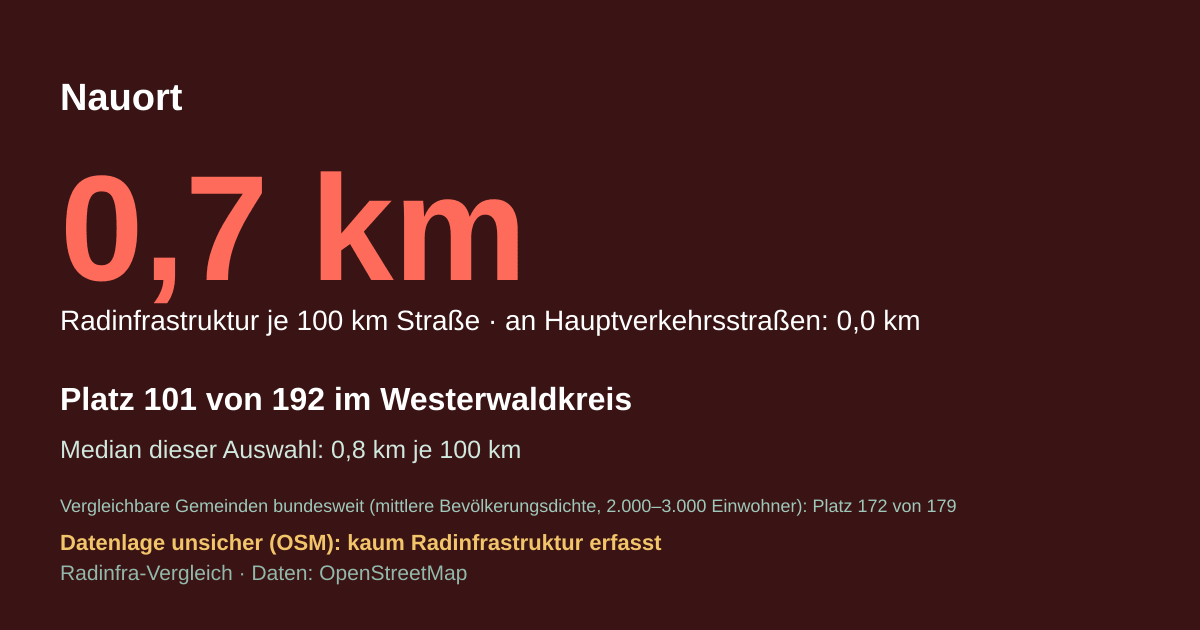 Nauort
0,7 km
Radinfrastruktur je 100 km Straße · an Hauptverkehrsstraßen: 0,0 km
Platz 101 von 192 im Westerwaldkreis
Median dieser Auswahl: 0,8 km je 100 km
Vergleichbare Gemeinden bundesweit (mittlere Bevölkerungsdichte, 2.000–3.000 Einwohner): Platz 172 von 179
Datenlage unsicher (OSM): kaum Radinfrastruktur erfasst
Radinfra-Vergleich · Daten: OpenStreetMap